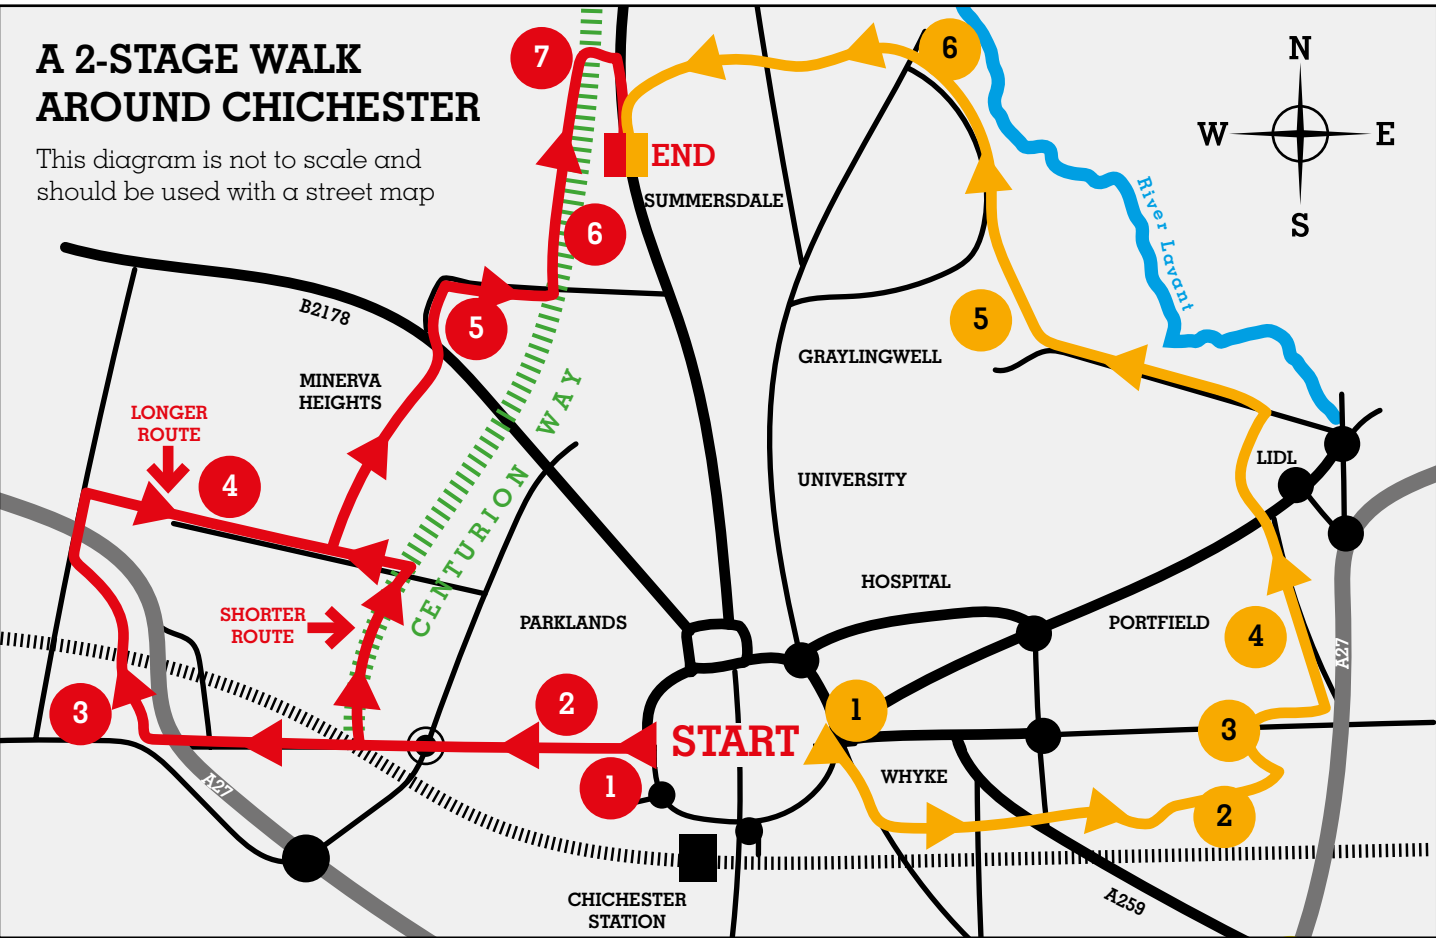 A 2-STAGE WALK
AROUND CHICHESTER
This diagram is not to scale and
should be used with a street map
N
W
E
S
7
6
END
SUMMERSDALE
6
River Lavant
B2178
5
5
GRAYLINGWELL
MINERVA
HEIGHTS
CENTURION WAY
LONGER
ROUTE
4
LIDL
UNIVERSITY
HOSPITAL
SHORTER
ROUTE
PARKLANDS
PORTFIELD
4
A27
3
2
1
START
1
3
WHYKE
2
A27
CHICHESTER
STATION
A259